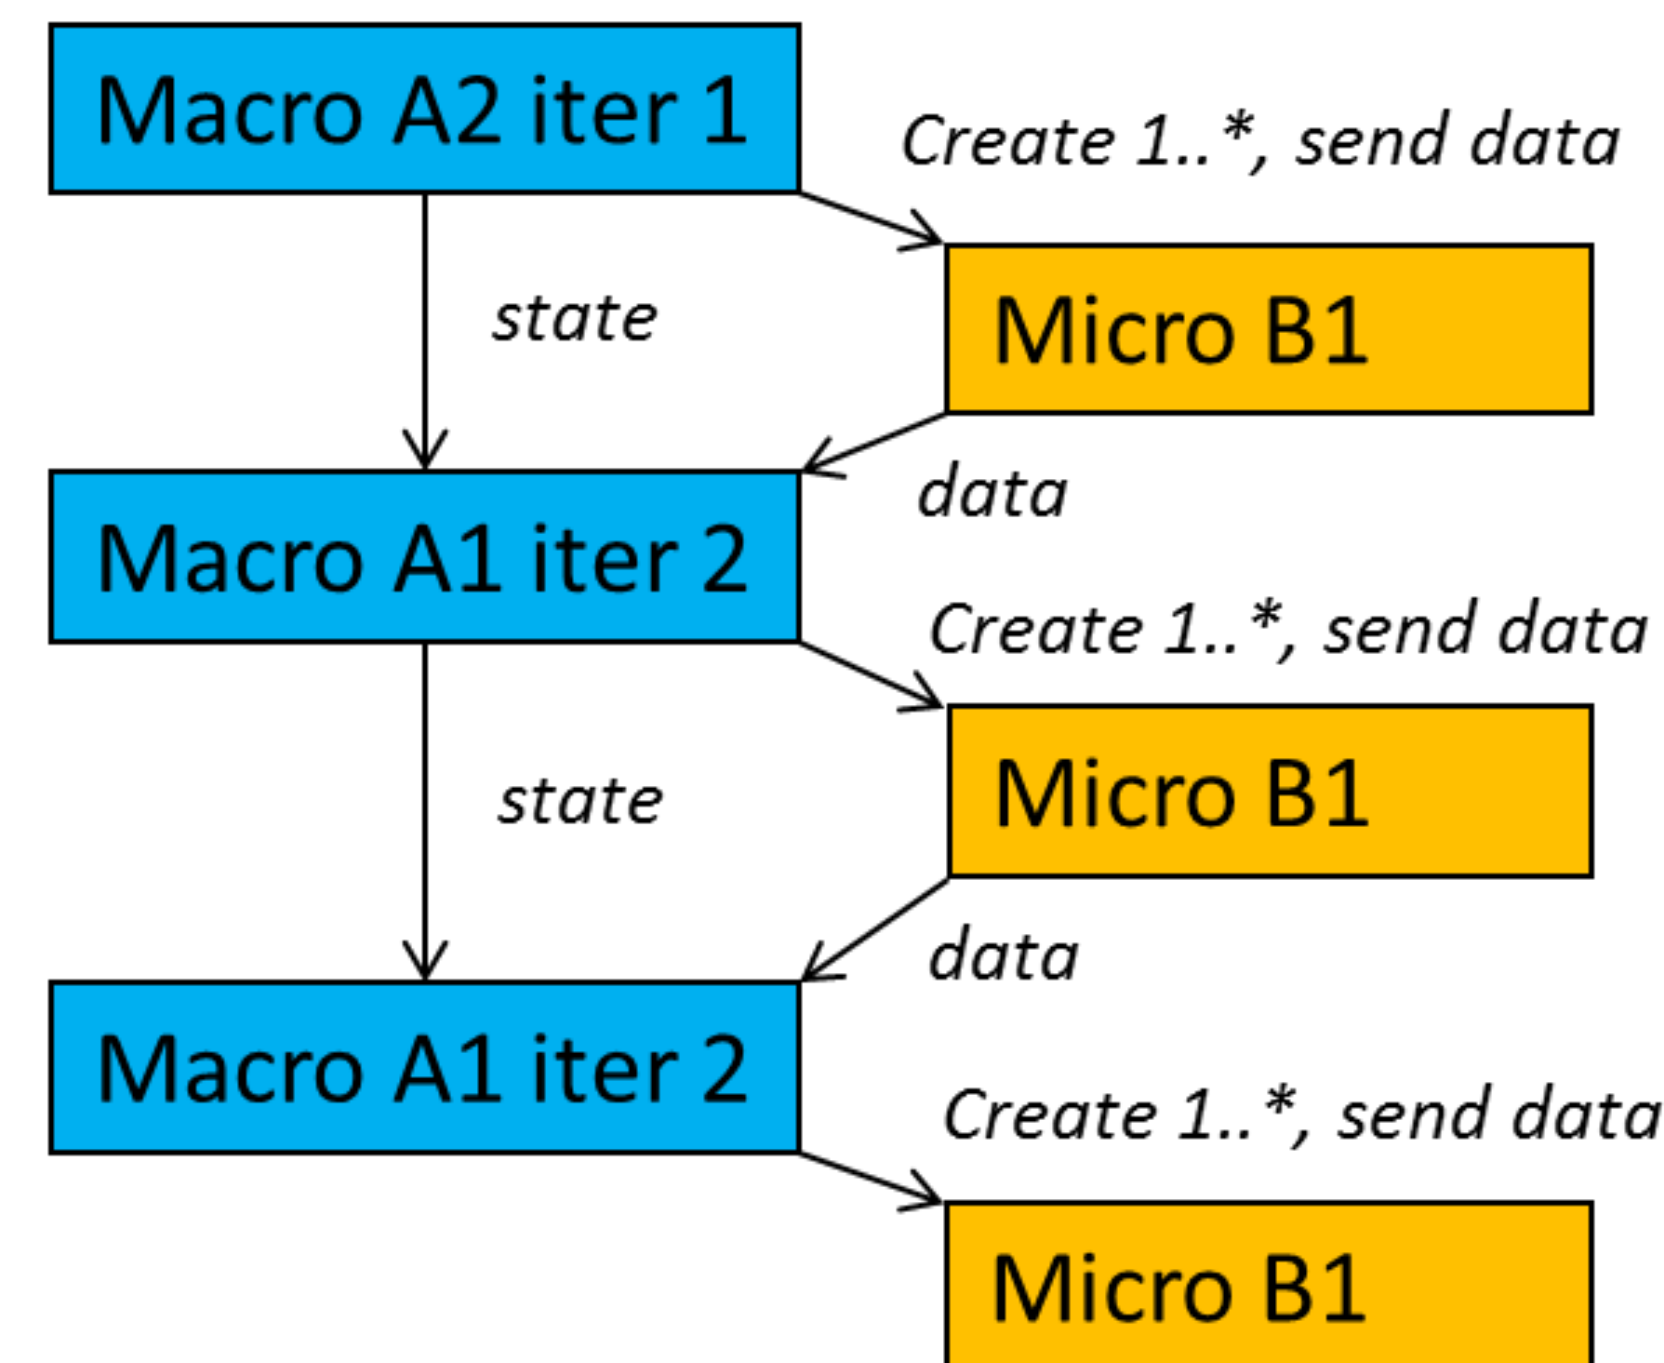 Macro A2 iter 1
Create 1..*, send data
state
Micro B1
data
Macro A1 iter 2
Create 1..*, send data
state
Micro B1
data
Macro A1 iter 2
Create 1..*, send data
Micro B1